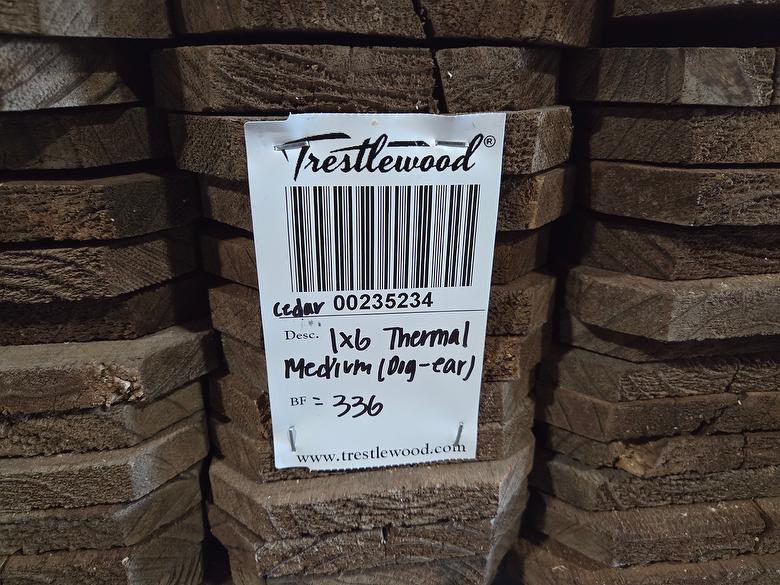 Trestlewood®
cedar 00235234
Desc. 1x6 Thermal
Medium (Dog-ear)
BF = 336
www.trestlewood.com